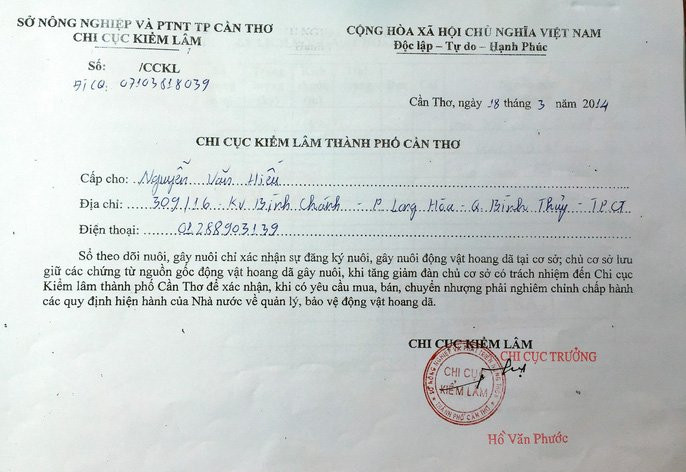 SỞ NÔNG NGHIỆP VÀ PTNT TP CẦN THƠ
CHI CỤC KIỂM LÂM
CỘNG HÒA XÃ HỘI CHỦ NGHĨA VIỆT NAM
Độc lập – Tự do – Hạnh Phúc
Số: /CCKL
ĐTCQ: 07103818039
Cần Thơ, ngày 18 tháng 3 năm 2014
CHI CỤC KIỂM LÂM THÀNH PHỐ CẦN THƠ
Cấp cho: Nguyễn Văn Hiếu
Địa chỉ: 309/16 - KV Bình Chánh - P Long Hòa - Q Bình Thủy - TPCT
Điện thoại: 01288903139
Sổ theo dõi nuôi, gây nuôi chỉ xác nhận sự đăng ký nuôi, gây nuôi động vật hoang dã tại cơ sở; chủ cơ sở lưu
giữ các chứng từ nguồn gốc động vật hoang dã gây nuôi, khi tăng giảm đàn chủ cơ sở có trách nhiệm đến Chi cục
Kiểm lâm thành phố Cần Thơ để xác nhận, khi có yêu cầu mua, bán, chuyển nhượng phải nghiêm chỉnh chấp hành
các quy định hiện hành của Nhà nước về quản lý, bảo vệ động vật hoang dã.
CHI CỤC KIỂM LÂM
CHI CỤC TRƯỞNG
CHI CỤC
KIỂM LÂM
THÀNH PHỐ CẦN THƠ
Hồ Văn Phước